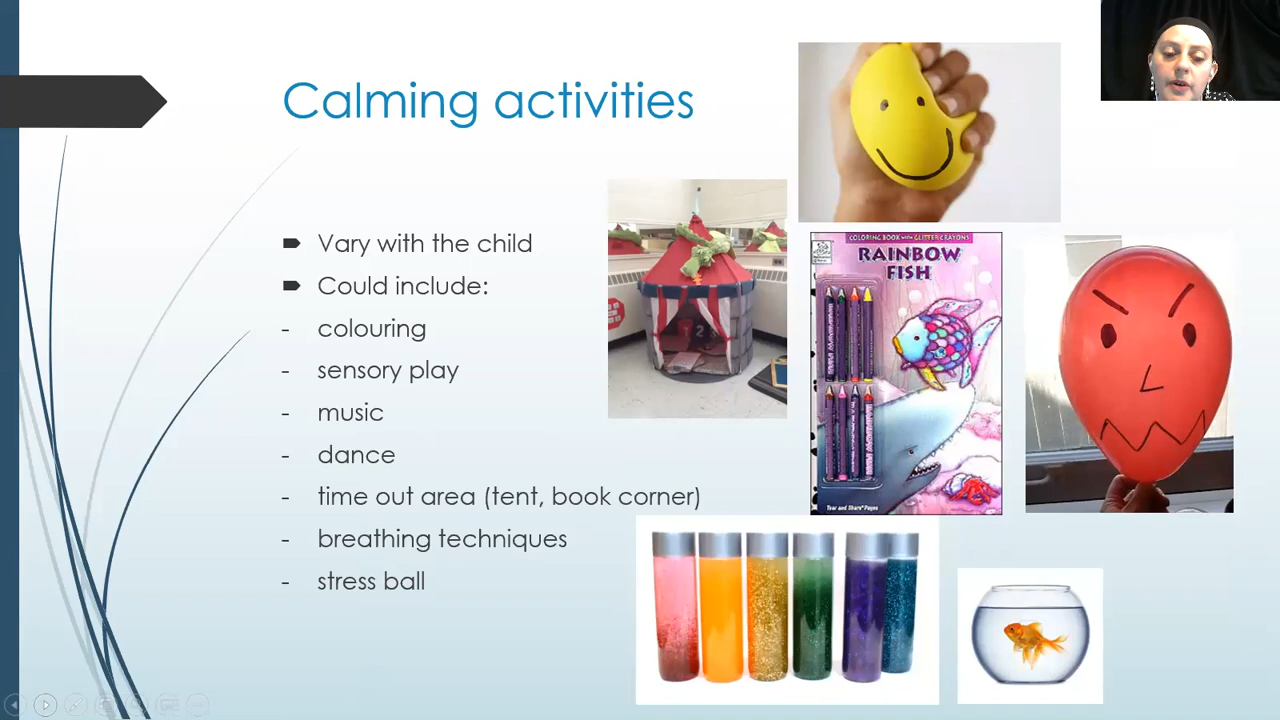 Calming activities
Vary with the child
Could include:
- colouring
- sensory play
- music
- dance
- time out area (tent, book corner)
- breathing techniques
- stress ball
COLORING BOOK with GLITTER CRAYONS
RAINBOW
FISH
Tear and Share Pages